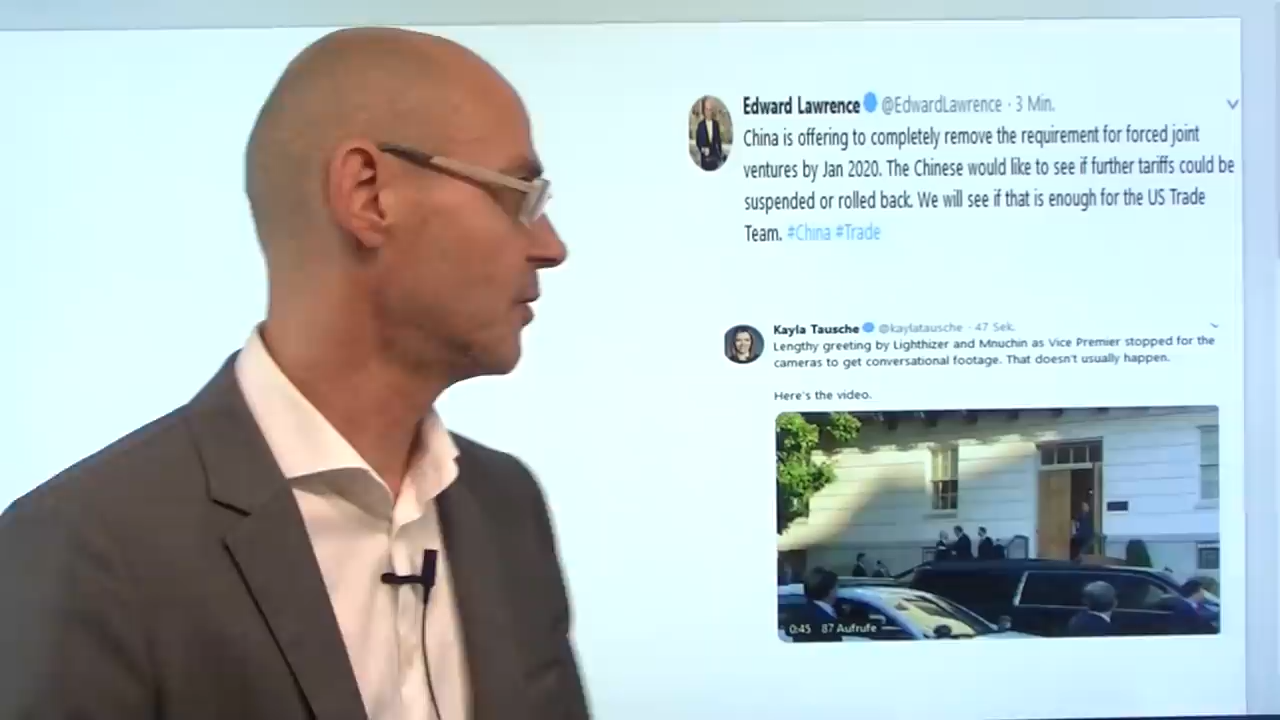 Edward Lawrence @EdwardLawrence · 3 Min.
China is offering to completely remove the requirement for forced joint
ventures by Jan 2020. The Chinese would like to see if further tariffs could be
suspended or rolled back. We will see if that is enough for the US Trade
Team. #China #Trade
Kayla Tausche @kaylatausche · 47 Sek.
Lengthy greeting by Lighthizer and Mnuchin as Vice Premier stopped for the
cameras to get conversational footage. That doesn't usually happen.
Here's the video.
0:45 87 Aufrufe